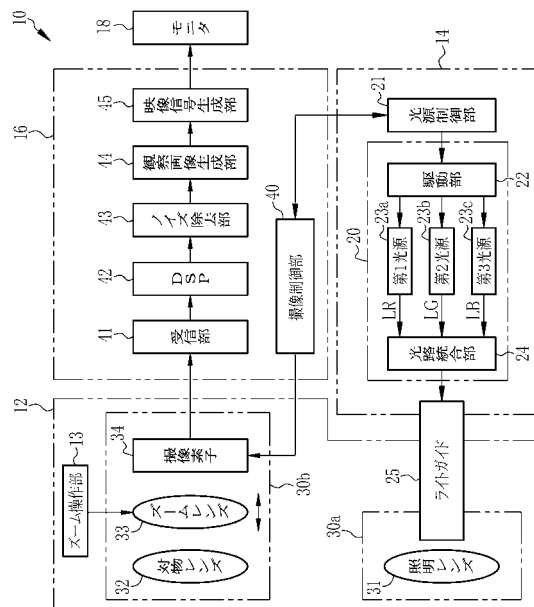 10
12
16
18
13
ズーム操作部
34
撮像素子
33
ズームレンズ
32
対物レンズ
30b
41
受信部
42
DSP
43
ノイズ除去部
44
観察画像生成部
45
映像信号生成部
モニタ
40
撮像制御部
14
21
光源制御部
20
22
駆動部
23a
第1光源
23b
第2光源
23c
第3光源
LR
LG
LB
24
光路統合部
25
ライトガイド
30a
31
照明レンズ